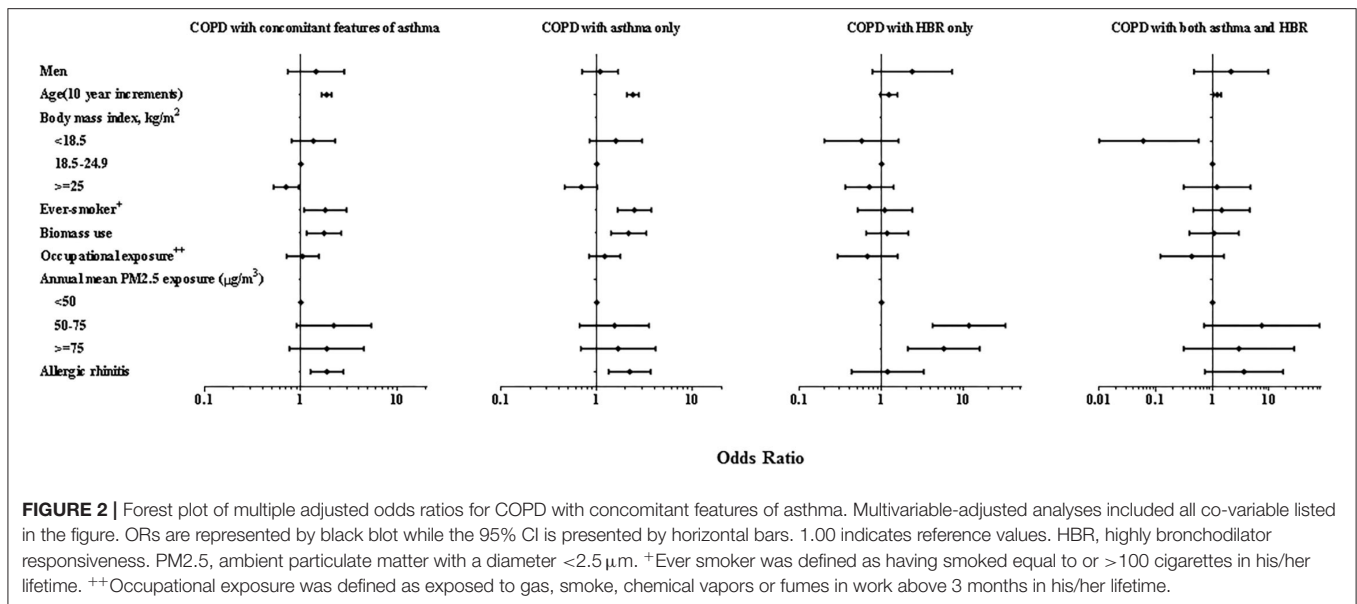 COPD with concomitant features of asthma COPD with asthma only COPD with HBR only COPD with both asthma and HBR
Men
Age(10 year increments)
Body mass index, kg/m²
<18.5
18.5-24.9
>=25
Ever-smoker⁺
Biomass use
Occupational exposure⁺⁺
Annual mean PM2.5 exposure (μg/m³)
<50
50-75
>=75
Allergic rhinitis
0.1 1 10 0.1 1 10 0.1 1 10 0.01 0.1 1 10
Odds Ratio
FIGURE 2 | Forest plot of multiple adjusted odds ratios for COPD with concomitant features of asthma. Multivariable-adjusted analyses included all co-variable listed
in the figure. ORs are represented by black blot while the 95% CI is presented by horizontal bars. 1.00 indicates reference values. HBR, highly bronchodilator
responsiveness. PM2.5, ambient particulate matter with a diameter <2.5 μm. ⁺Ever smoker was defined as having smoked equal to or >100 cigarettes in his/her
lifetime. ⁺⁺Occupational exposure was defined as exposed to gas, smoke, chemical vapors or fumes in work above 3 months in his/her lifetime.